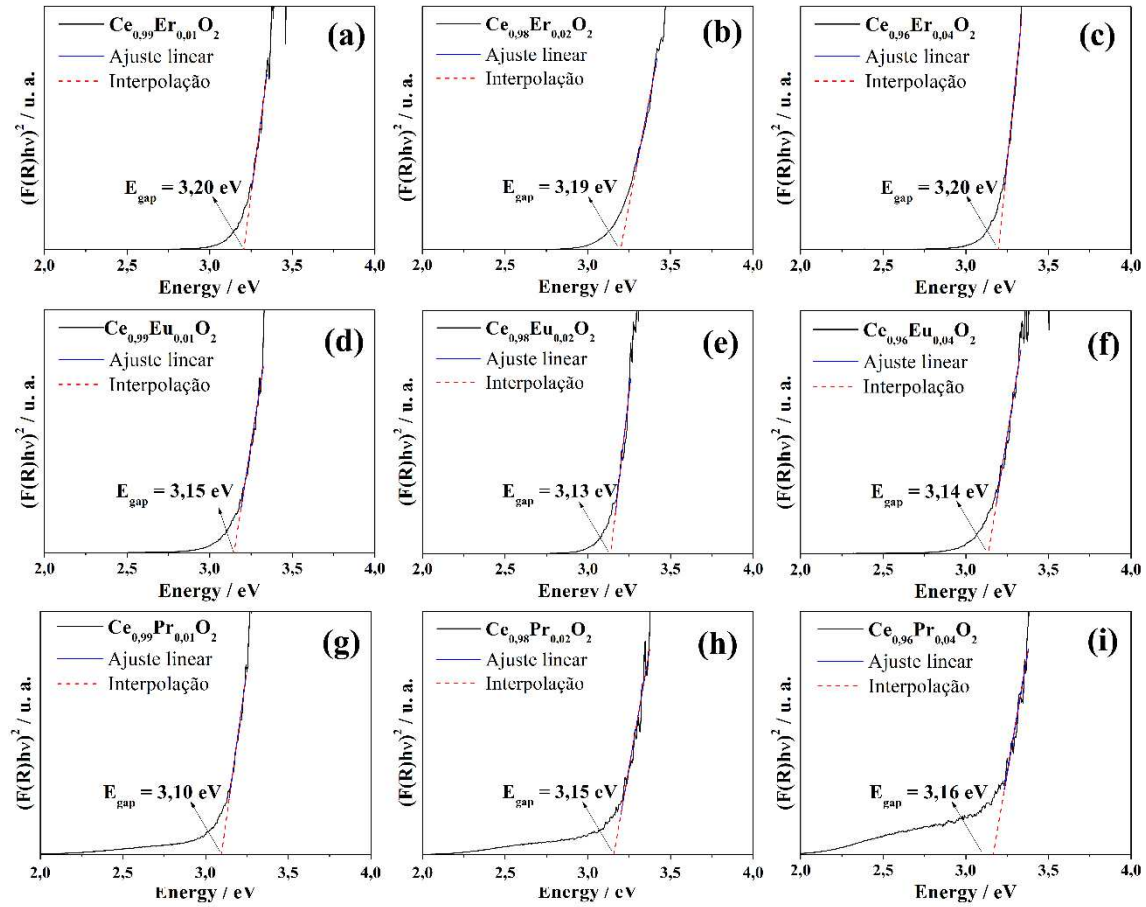 Ce0,99Er0,01O2
Ajuste linear
Interpolação
(a)
Egap = 3,20 eV
(F(R)hν)2 / u. a.
2,0 2,5 3,0 3,5 4,0
Energy / eV
Ce0,98Er0,02O2
Ajuste linear
Interpolação
(b)
Egap = 3,19 eV
(F(R)hν)2 / u. a.
2,0 2,5 3,0 3,5 4,0
Energy / eV
Ce0,96Er0,04O2
Ajuste linear
Interpolação
(c)
Egap = 3,20 eV
(F(R)hν)2 / u. a.
2,0 2,5 3,0 3,5 4,0
Energy / eV
Ce0,99Eu0,01O2
Ajuste linear
Interpolação
(d)
Egap = 3,15 eV
(F(R)hν)2 / u. a.
2,0 2,5 3,0 3,5 4,0
Energy / eV
Ce0,98Eu0,02O2
Ajuste linear
Interpolação
(e)
Egap = 3,13 eV
(F(R)hν)2 / u. a.
2,0 2,5 3,0 3,5 4,0
Energy / eV
Ce0,96Eu0,04O2
Ajuste linear
Interpolação
(f)
Egap = 3,14 eV
(F(R)hν)2 / u. a.
2,0 2,5 3,0 3,5 4,0
Energy / eV
Ce0,99Pr0,01O2
Ajuste linear
Interpolação
(g)
Egap = 3,10 eV
(F(R)hν)2 / u. a.
2,0 2,5 3,0 3,5 4,0
Energy / eV
Ce0,98Pr0,02O2
Ajuste linear
Interpolação
(h)
Egap = 3,15 eV
(F(R)hν)2 / u. a.
2,0 2,5 3,0 3,5 4,0
Energy / eV
Ce0,96Pr0,04O2
Ajuste linear
Interpolação
(i)
Egap = 3,16 eV
(F(R)hν)2 / u. a.
2,0 2,5 3,0 3,5 4,0
Energy / eV